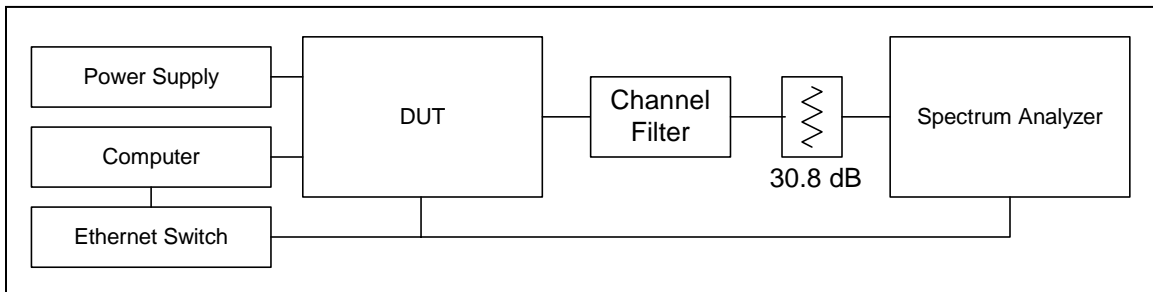 Power Supply
Computer
Ethernet Switch
DUT
Channel
Filter
30.8 dB
Spectrum Analyzer